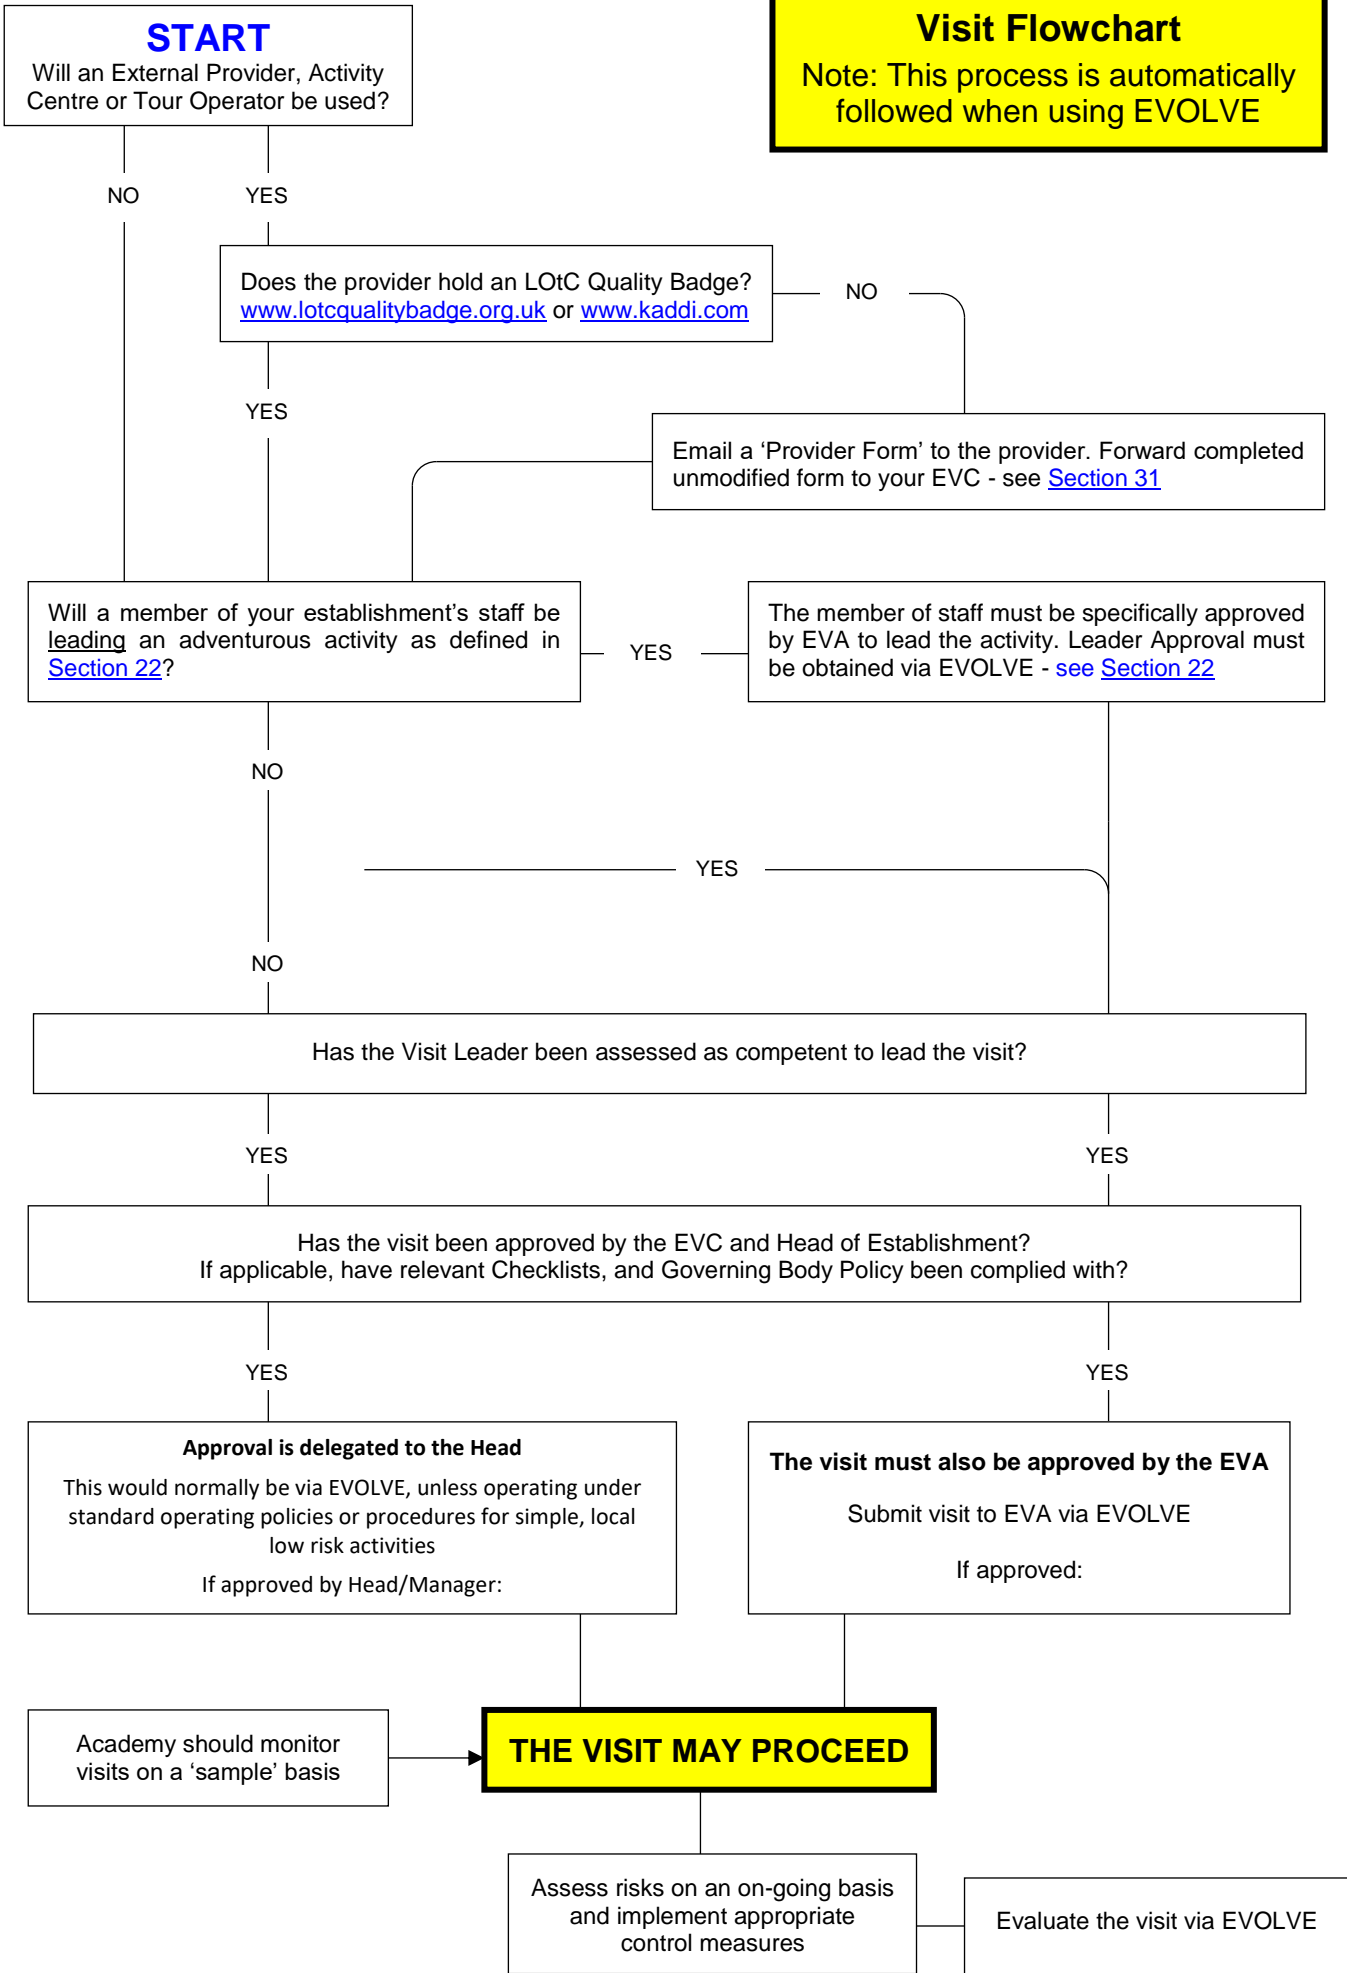 START
Will an External Provider, Activity
Centre or Tour Operator be used?
Visit Flowchart
Note: This process is automatically
followed when using EVOLVE
NO
YES
Does the provider hold an LOtC Quality Badge?
www.lotcqualitybadge.org.uk or www.kaddi.com
NO
YES
Email a ‘Provider Form’ to the provider. Forward completed
unmodified form to your EVC - see Section 31
Will a member of your establishment’s staff be
leading an adventurous activity as defined in
Section 22?
YES
The member of staff must be specifically approved
by EVA to lead the activity. Leader Approval must
be obtained via EVOLVE - see Section 22
NO
YES
NO
Has the Visit Leader been assessed as competent to lead the visit?
YES
YES
Has the visit been approved by the EVC and Head of Establishment?
If applicable, have relevant Checklists, and Governing Body Policy been complied with?
YES
YES
Approval is delegated to the Head
This would normally be via EVOLVE, unless operating under
standard operating policies or procedures for simple, local
low risk activities
If approved by Head/Manager:
The visit must also be approved by the EVA
Submit visit to EVA via EVOLVE
If approved:
Academy should monitor
visits on a ‘sample’ basis
THE VISIT MAY PROCEED
Assess risks on an on-going basis
and implement appropriate
control measures
Evaluate the visit via EVOLVE